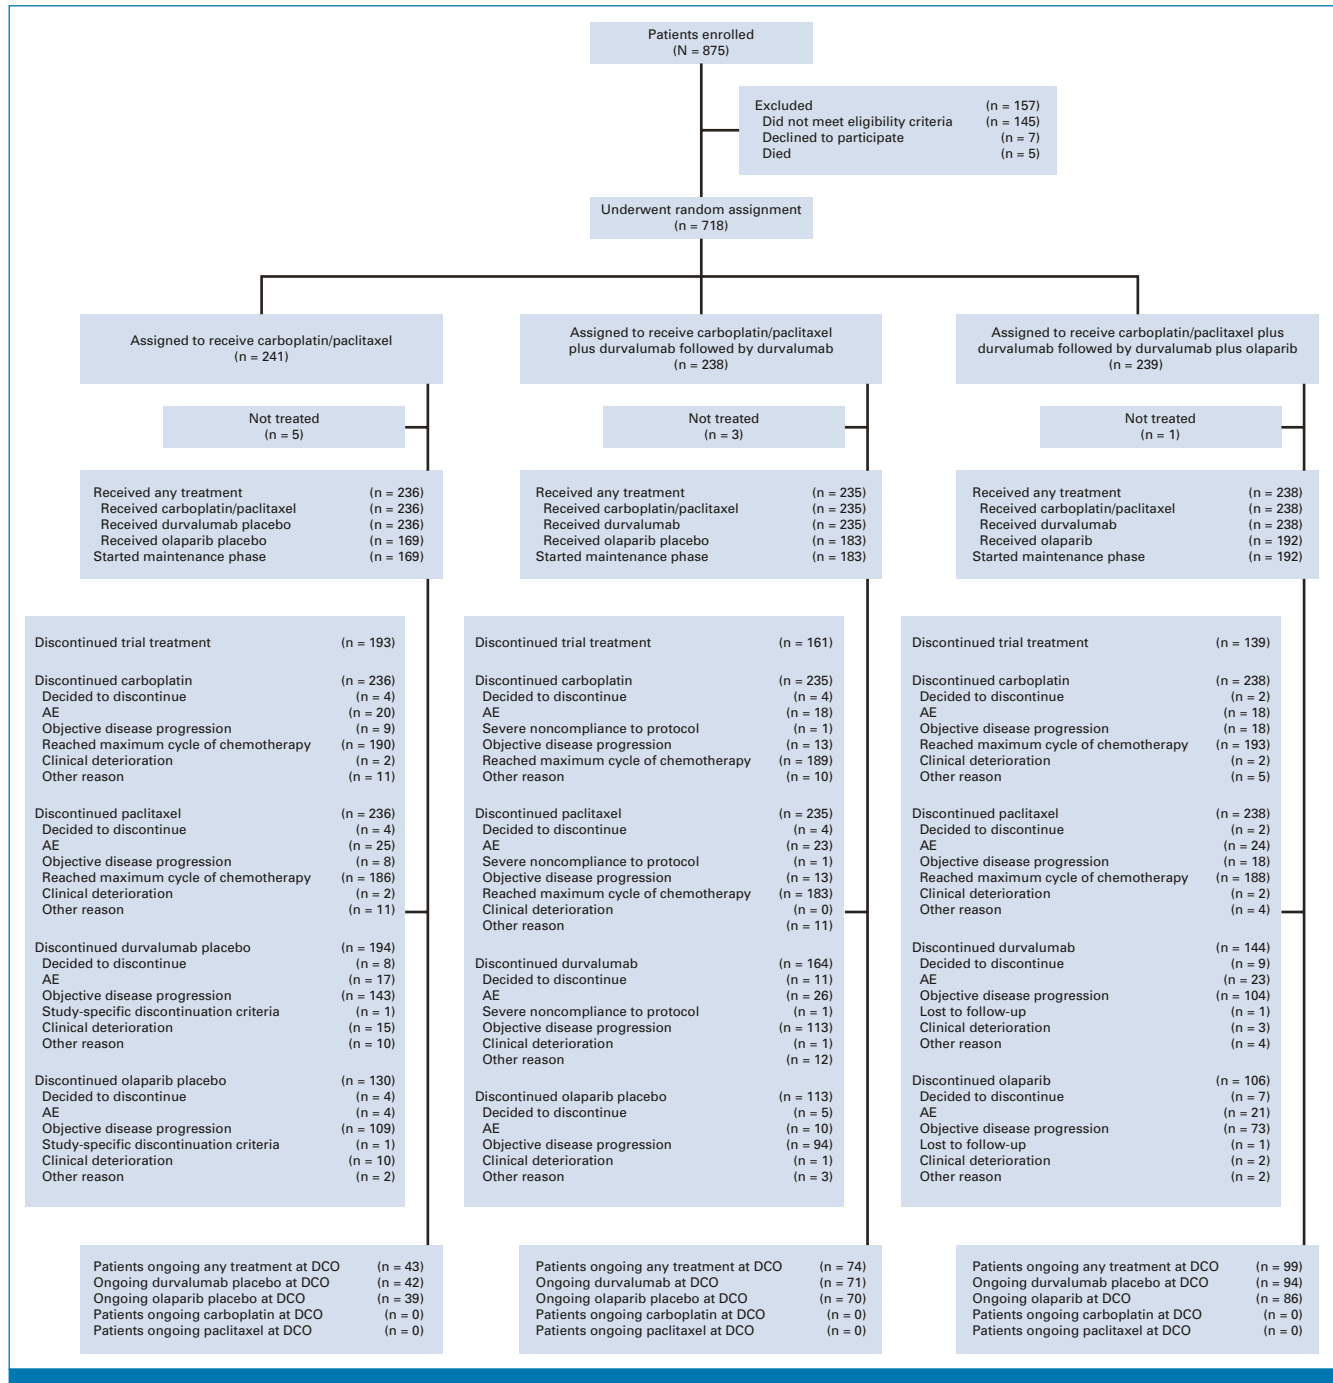 Patients enrolled
(N = 875)
Excluded (n = 157)
Did not meet eligibility criteria (n = 145)
Declined to participate (n = 7)
Died (n = 5)
Underwent random assignment
(n = 718)
Assigned to receive carboplatin/paclitaxel
(n = 241)
Not treated
(n = 5)
Received any treatment (n = 236)
Received carboplatin/paclitaxel (n = 236)
Received durvalumab placebo (n = 236)
Received olaparib placebo (n = 169)
Started maintenance phase (n = 169)
Discontinued trial treatment (n = 193)
Discontinued carboplatin (n = 236)
Decided to discontinue (n = 4)
AE (n = 20)
Objective disease progression (n = 9)
Reached maximum cycle of chemotherapy (n = 190)
Clinical deterioration (n = 2)
Other reason (n = 11)
Discontinued paclitaxel (n = 236)
Decided to discontinue (n = 4)
AE (n = 25)
Objective disease progression (n = 8)
Reached maximum cycle of chemotherapy (n = 186)
Clinical deterioration (n = 2)
Other reason (n = 11)
Discontinued durvalumab placebo (n = 194)
Decided to discontinue (n = 8)
AE (n = 17)
Objective disease progression (n = 143)
Study-specific discontinuation criteria (n = 1)
Clinical deterioration (n = 15)
Other reason (n = 10)
Discontinued olaparib placebo (n = 130)
Decided to discontinue (n = 4)
AE (n = 4)
Objective disease progression (n = 109)
Study-specific discontinuation criteria (n = 1)
Clinical deterioration (n = 10)
Other reason (n = 2)
Patients ongoing any treatment at DCO (n = 43)
Ongoing durvalumab placebo at DCO (n = 42)
Ongoing olaparib placebo at DCO (n = 39)
Patients ongoing carboplatin at DCO (n = 0)
Patients ongoing paclitaxel at DCO (n = 0)
Assigned to receive carboplatin/paclitaxel
plus durvalumab followed by durvalumab
(n = 238)
Not treated
(n = 3)
Received any treatment (n = 235)
Received carboplatin/paclitaxel (n = 235)
Received durvalumab (n = 235)
Received olaparib placebo (n = 183)
Started maintenance phase (n = 183)
Discontinued trial treatment (n = 161)
Discontinued carboplatin (n = 235)
Decided to discontinue (n = 4)
AE (n = 18)
Severe noncompliance to protocol (n = 1)
Objective disease progression (n = 13)
Reached maximum cycle of chemotherapy (n = 189)
Other reason (n = 10)
Discontinued paclitaxel (n = 235)
Decided to discontinue (n = 4)
AE (n = 23)
Severe noncompliance to protocol (n = 1)
Objective disease progression (n = 13)
Reached maximum cycle of chemotherapy (n = 183)
Clinical deterioration (n = 0)
Other reason (n = 11)
Discontinued durvalumab (n = 164)
Decided to discontinue (n = 11)
AE (n = 26)
Severe noncompliance to protocol (n = 1)
Objective disease progression (n = 113)
Clinical deterioration (n = 1)
Other reason (n = 12)
Discontinued olaparib placebo (n = 113)
Decided to discontinue (n = 5)
AE (n = 10)
Objective disease progression (n = 94)
Clinical deterioration (n = 1)
Other reason (n = 3)
Patients ongoing any treatment at DCO (n = 74)
Ongoing durvalumab at DCO (n = 71)
Ongoing olaparib placebo at DCO (n = 70)
Patients ongoing carboplatin at DCO (n = 0)
Patients ongoing paclitaxel at DCO (n = 0)
Assigned to receive carboplatin/paclitaxel plus
durvalumab followed by durvalumab plus olaparib
(n = 239)
Not treated
(n = 1)
Received any treatment (n = 238)
Received carboplatin/paclitaxel (n = 238)
Received durvalumab (n = 238)
Received olaparib (n = 192)
Started maintenance phase (n = 192)
Discontinued trial treatment (n = 139)
Discontinued carboplatin (n = 238)
Decided to discontinue (n = 2)
AE (n = 18)
Objective disease progression (n = 18)
Reached maximum cycle of chemotherapy (n = 193)
Clinical deterioration (n = 2)
Other reason (n = 5)
Discontinued paclitaxel (n = 238)
Decided to discontinue (n = 2)
AE (n = 24)
Objective disease progression (n = 18)
Reached maximum cycle of chemotherapy (n = 188)
Clinical deterioration (n = 2)
Other reason (n = 4)
Discontinued durvalumab (n = 144)
Decided to discontinue (n = 9)
AE (n = 23)
Objective disease progression (n = 104)
Lost to follow-up (n = 1)
Clinical deterioration (n = 3)
Other reason (n = 4)
Discontinued olaparib (n = 106)
Decided to discontinue (n = 7)
AE (n = 21)
Objective disease progression (n = 73)
Lost to follow-up (n = 1)
Clinical deterioration (n = 2)
Other reason (n = 2)
Patients ongoing any treatment at DCO (n = 99)
Ongoing durvalumab placebo at DCO (n = 94)
Ongoing olaparib at DCO (n = 86)
Patients ongoing carboplatin at DCO (n = 0)
Patients ongoing paclitaxel at DCO (n = 0)